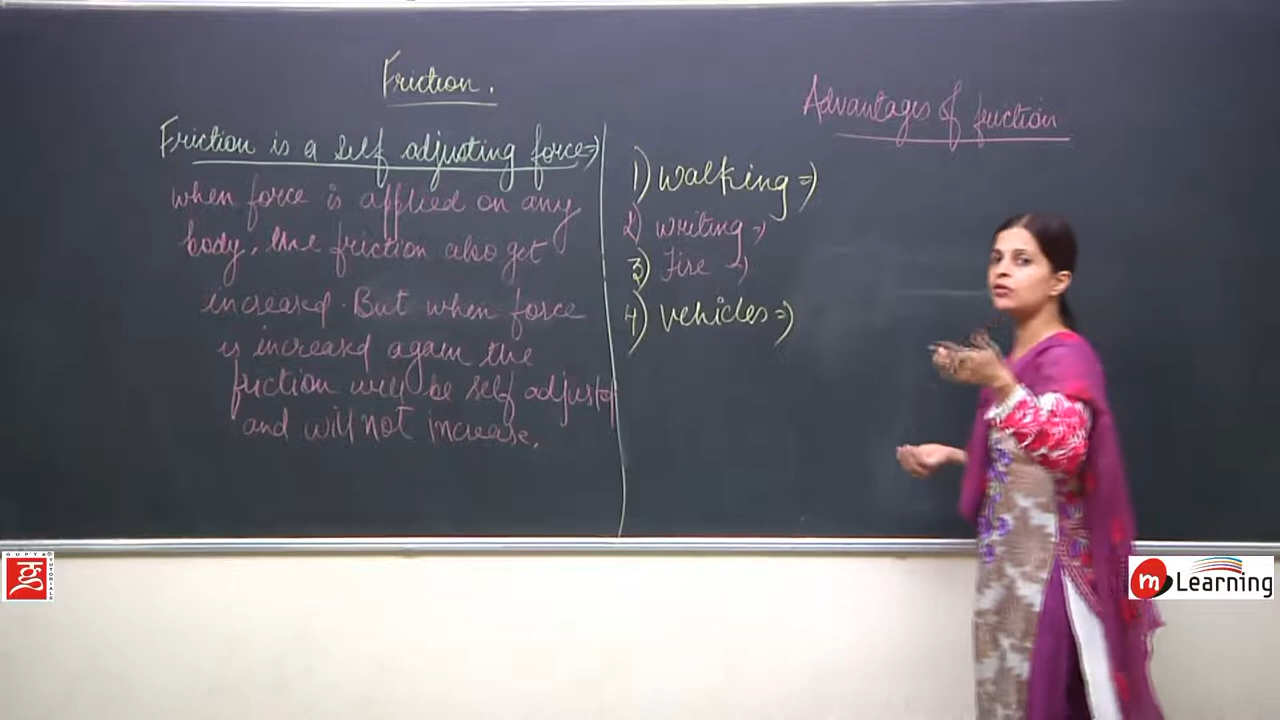 Friction.
Friction is a self adjusting force ⇒
when force is applied on any
body, the friction also get
increased. But when force
is increased again the
friction will be self adjusted
and will not increase.
Advantages of friction
1) walking ⇒
2) writing ⇒
3) Fire ⇒
4) vehicles ⇒
GUPTA®
TUTORIALS
m Learning